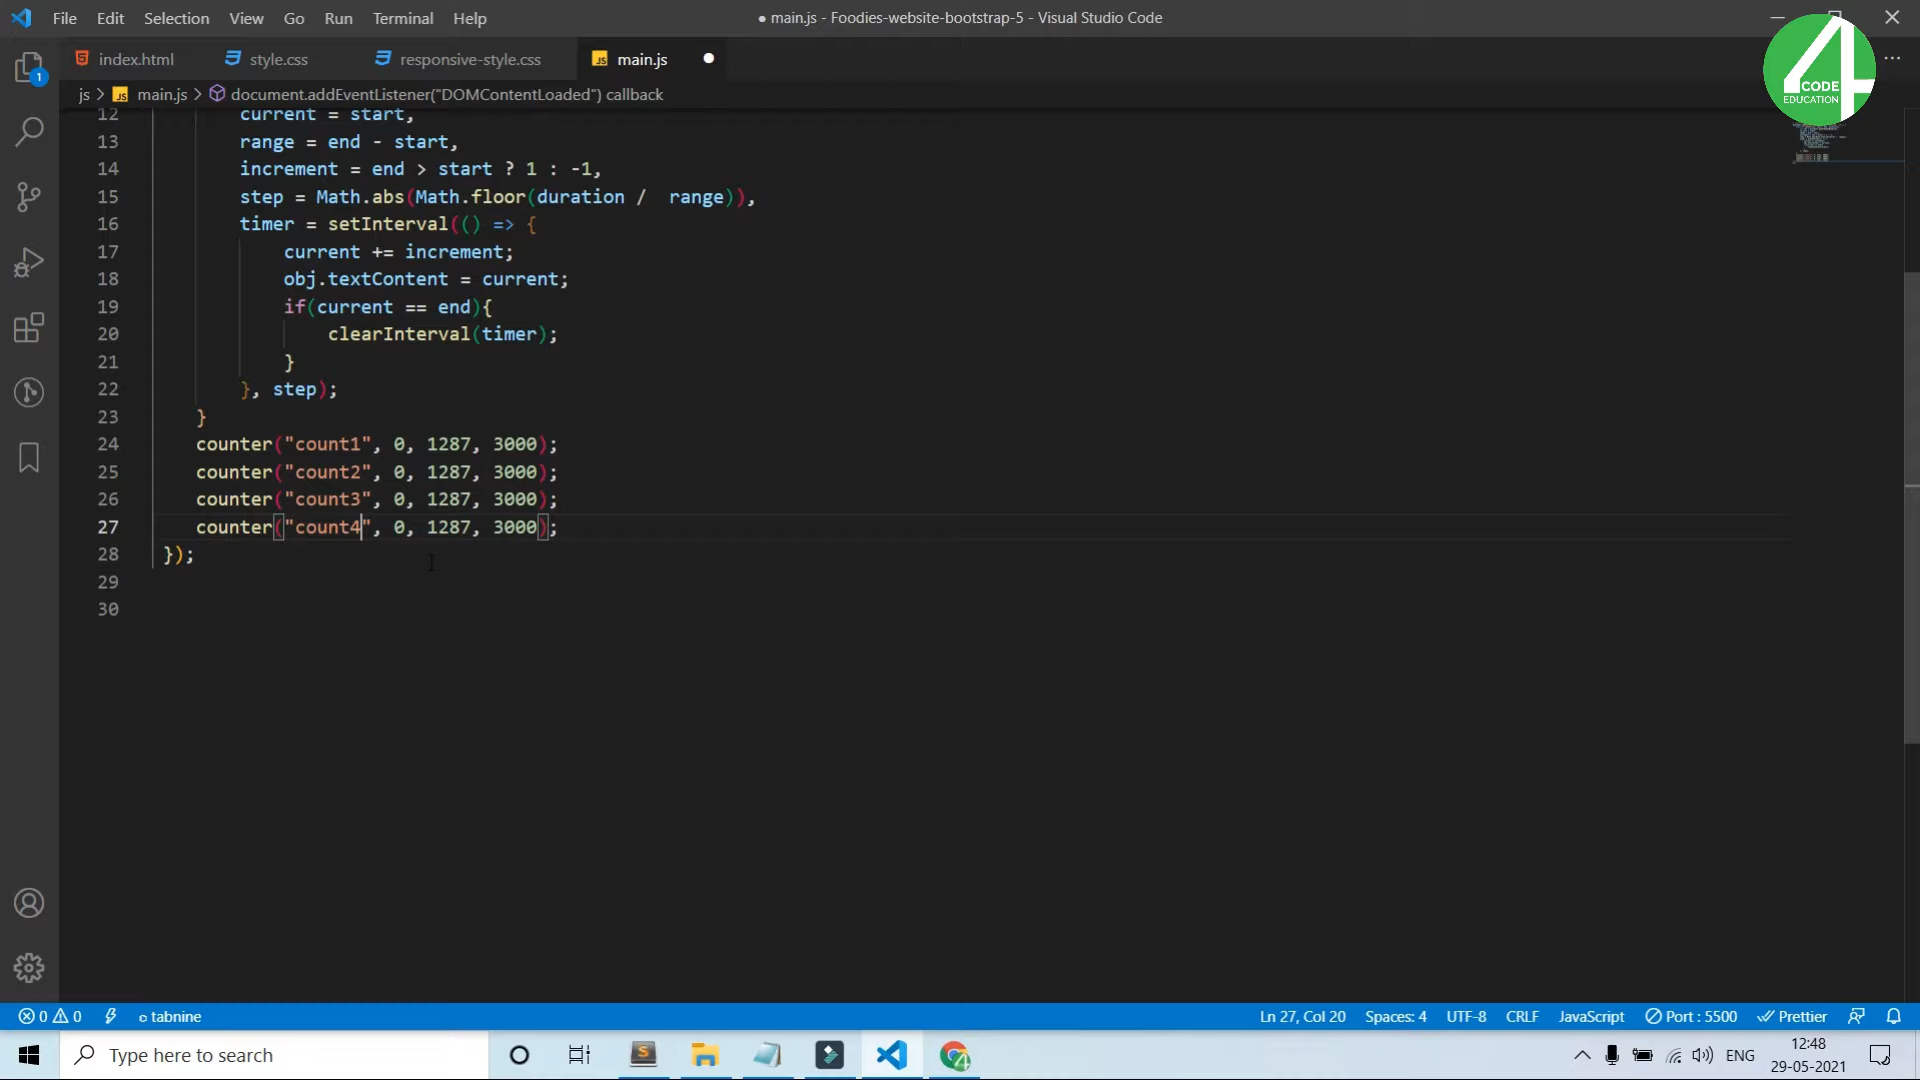 File Edit Selection View Go Run Terminal Help
● main.js - Foodies-website-bootstrap-5 - Visual Studio Code
index.html style.css responsive-style.css JS main.js
4
CODE
EDUCATION
js > JS main.js > document.addEventListener("DOMContentLoaded") callback
1
12 current = start,
13 range = end - start,
14 increment = end > start ? 1 : -1,
15 step = Math.abs(Math.floor(duration /  range)),
16 timer = setInterval(() => {
17 current += increment;
18 obj.textContent = current;
19 if(current == end){
20 clearInterval(timer);
21 }
22 }, step);
23 }
24 counter("count1", 0, 1287, 3000);
25 counter("count2", 0, 1287, 3000);
26 counter("count3", 0, 1287, 3000);
27 counter("count4", 0, 1287, 3000);
28 });
29
30
0 0 tabnine Ln 27, Col 20 Spaces: 4 UTF-8 CRLF JavaScript Port : 5500 Prettier
Type here to search ENG 12:48
29-05-2021